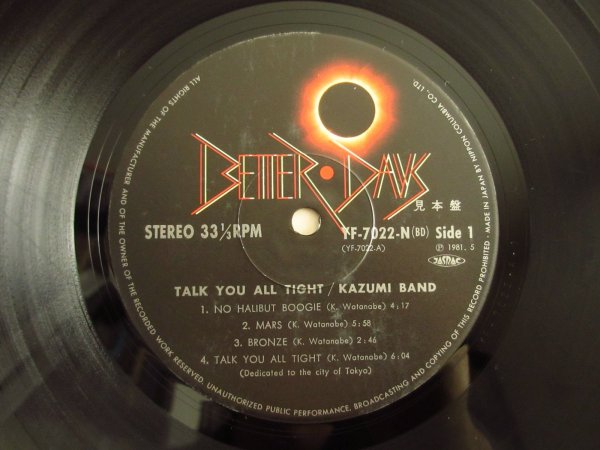 BETTER・DAYS
見本盤
STEREO 33⅓RPM
YF-7022-N(BD) Side 1
(YF-7022-A)
Ⓟ 1981. 5
JASRAC
TALK YOU ALL TIGHT / KAZUMI BAND
1. NO HALIBUT BOOGIE (K. Watanabe) 4:17
2. MARS (K. Watanabe) 5:58
3. BRONZE (K. Watanabe) 2:46
4. TALK YOU ALL TIGHT (K. Watanabe) 6:04
(Dedicated to the city of Tokyo)
ALL RIGHTS OF THE MANUFACTURER AND OF THE OWNER OF THE RECORDED WORK RESERVED. UNAUTHORIZED PUBLIC PERFORMANCE, BROADCASTING AND COPYING OF THIS RECORD PROHIBITED · MADE IN JAPAN BY NIPPON COLUMBIA CO., LTD.